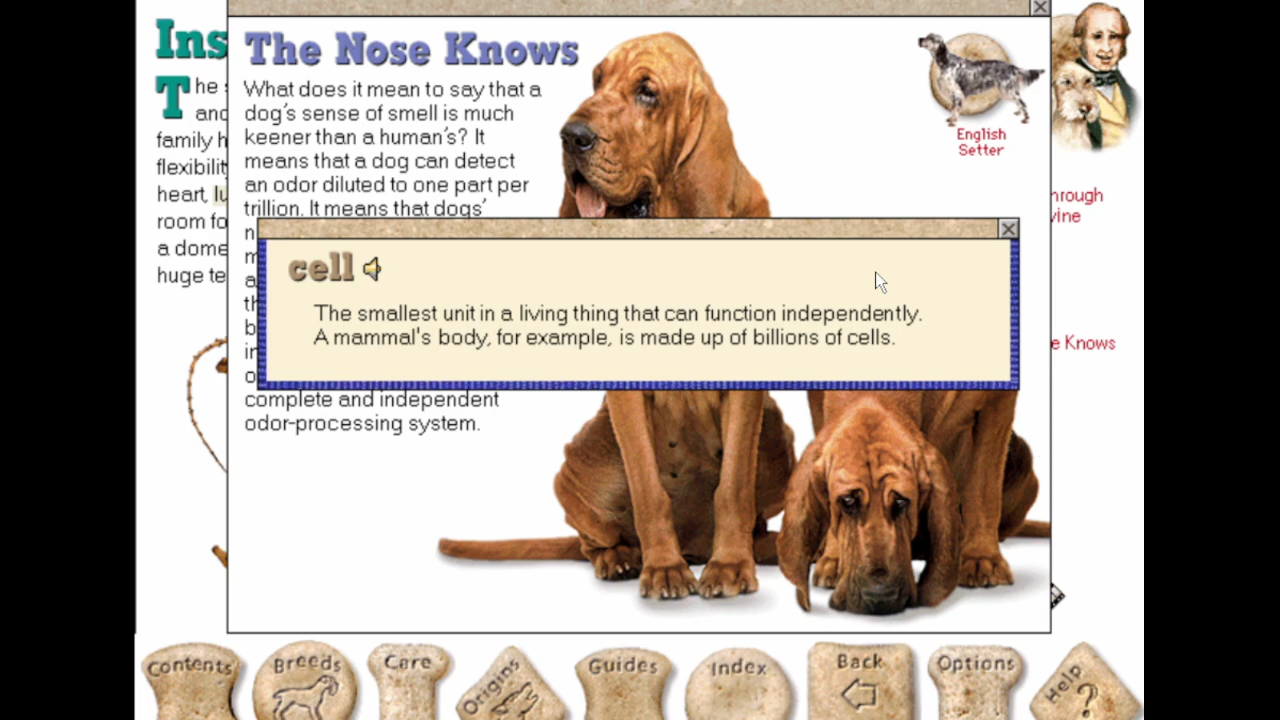 Ins
The
and
family h
flexibilit
heart, lu
room fo
a dome
huge te
The Nose Knows
What does it mean to say that a
dog's sense of smell is much
keener than a human's? It
means that a dog can detect
an odor diluted to one part per
trillion. It means that dogs'
complete and independent
odor-processing system.
English
Setter
cell
The smallest unit in a living thing that can function independently.
A mammal's body, for example, is made up of billions of cells.
hrough
vine
e Knows
Contents
Breeds
Care
Origins
Guides
Index
Back
Options
Help
?